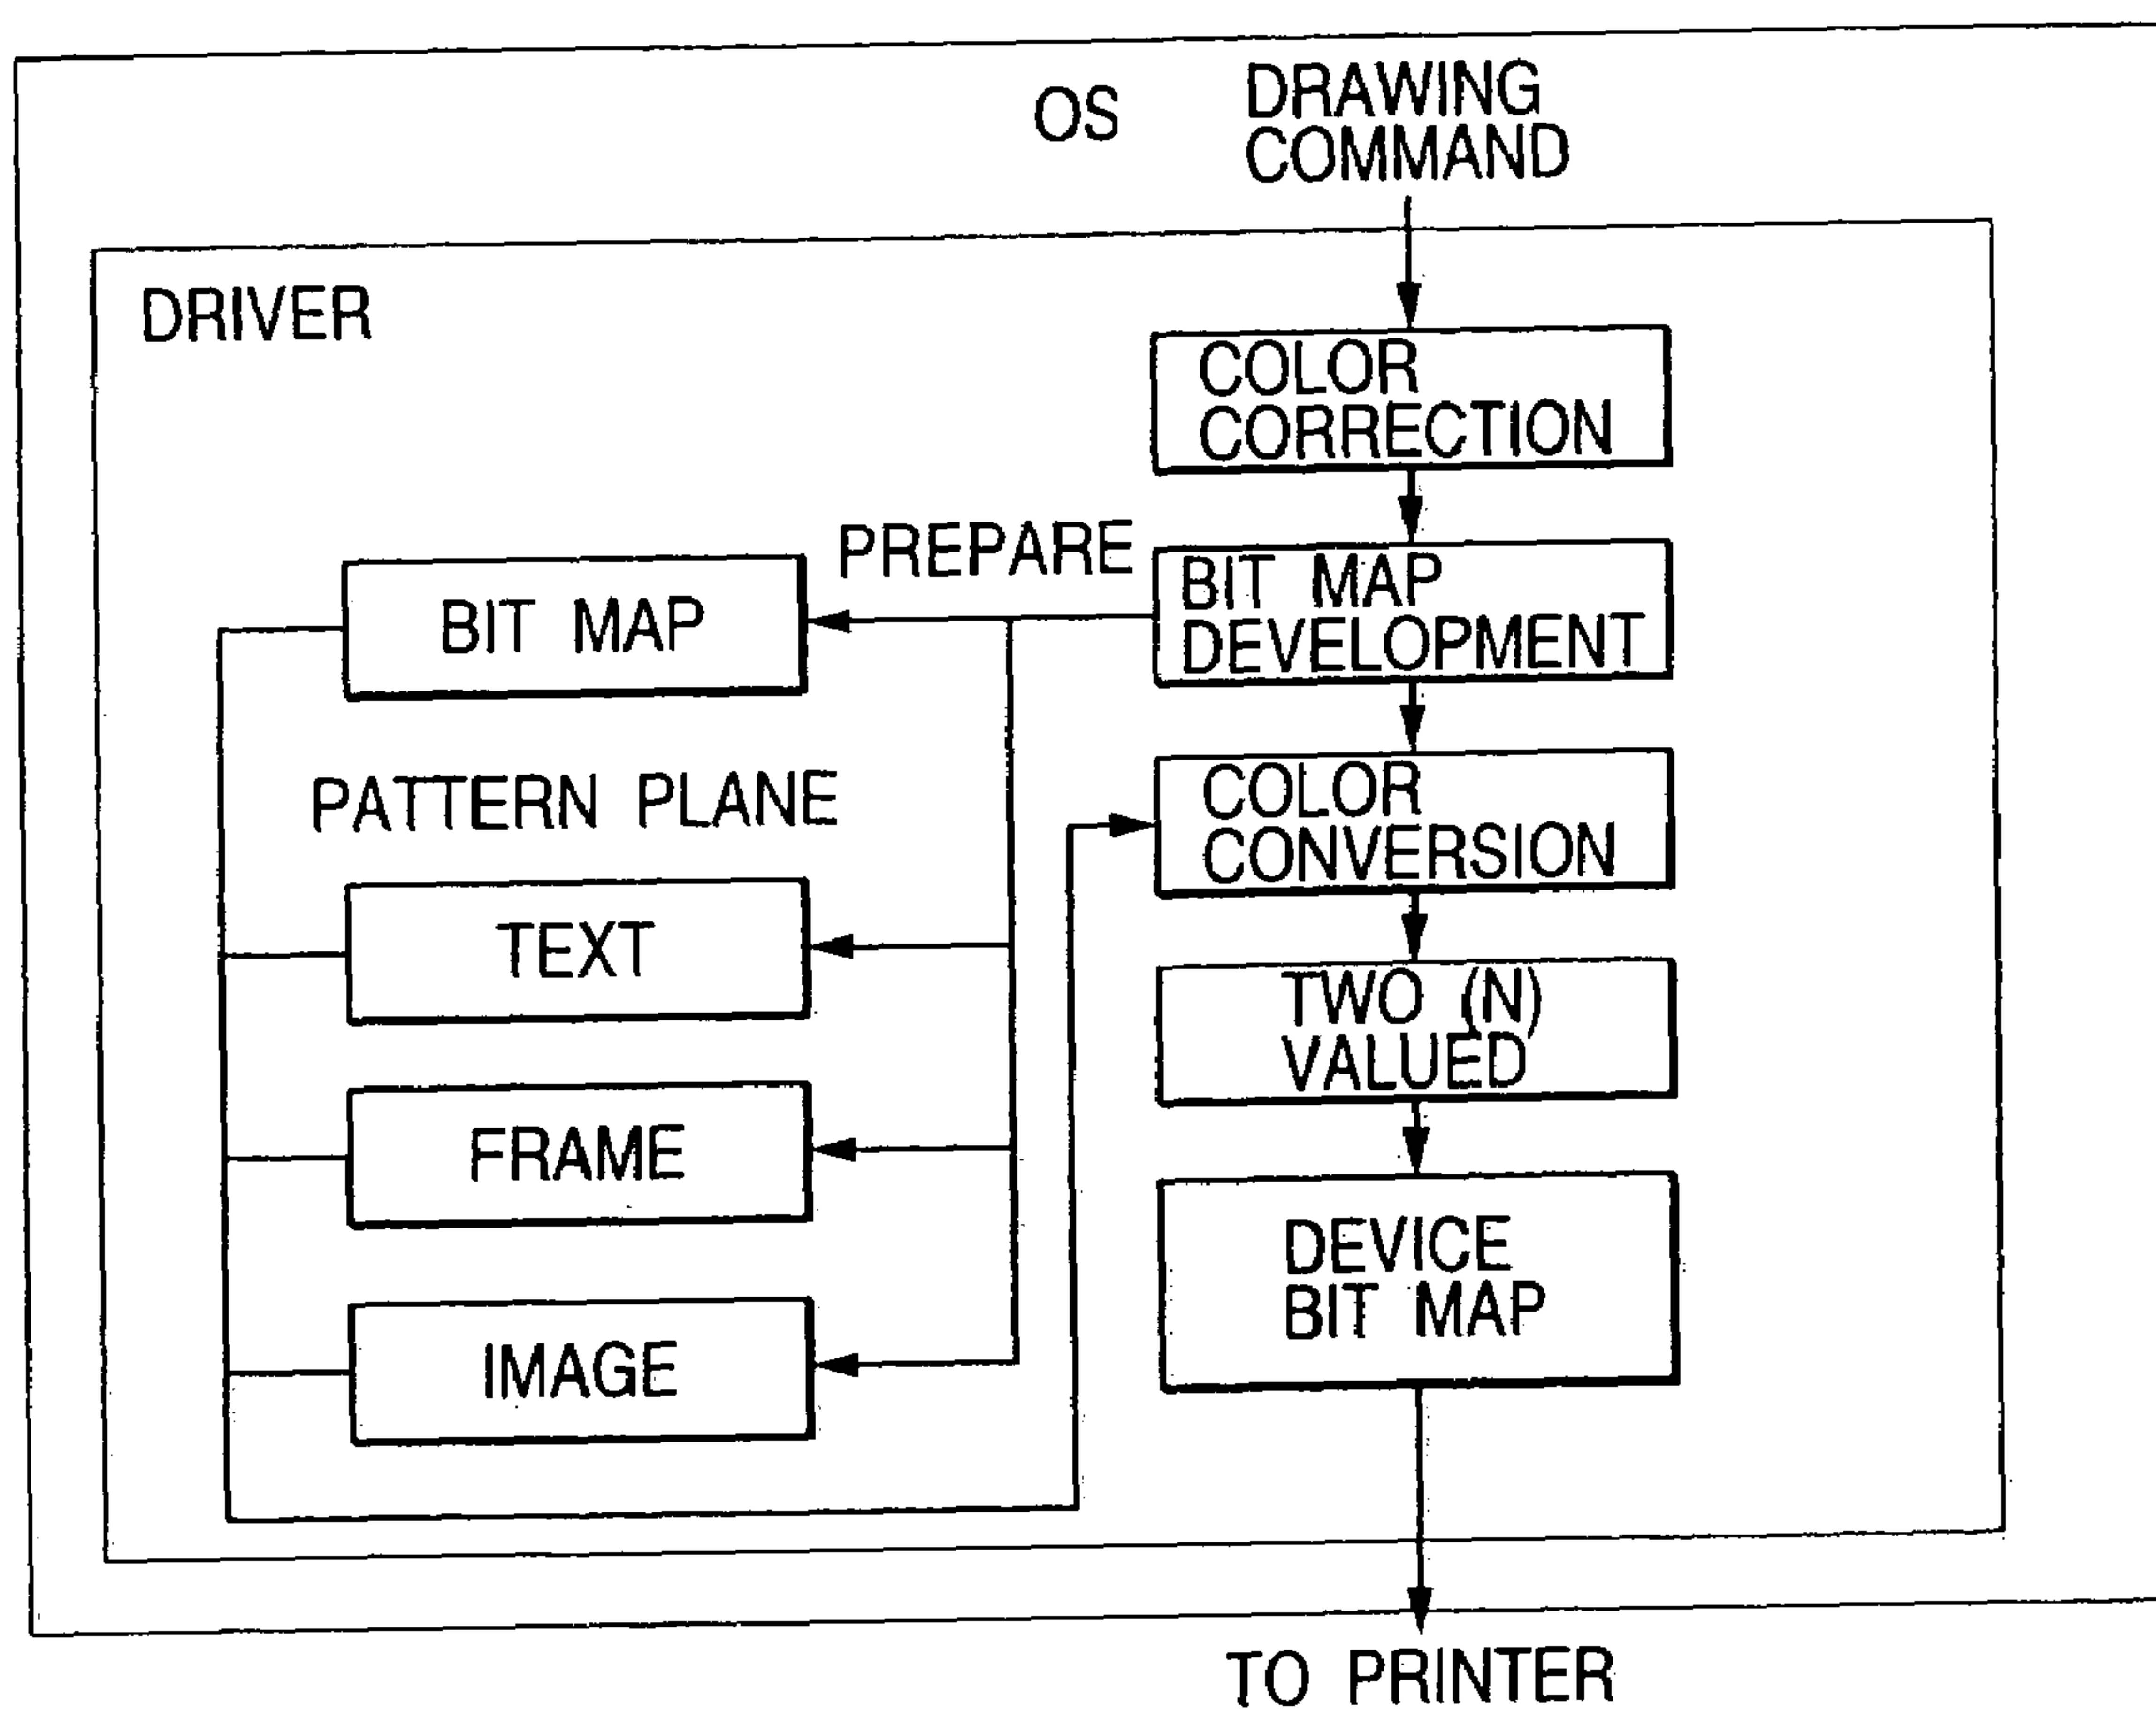 OS
DRAWING
COMMAND
DRIVER
COLOR
CORRECTION
PREPARE
BIT MAP
DEVELOPMENT
BIT MAP
PATTERN PLANE
COLOR
CONVERSION
TEXT
TWO (N)
VALUED
FRAME
DEVICE
BIT MAP
IMAGE
TO PRINTER